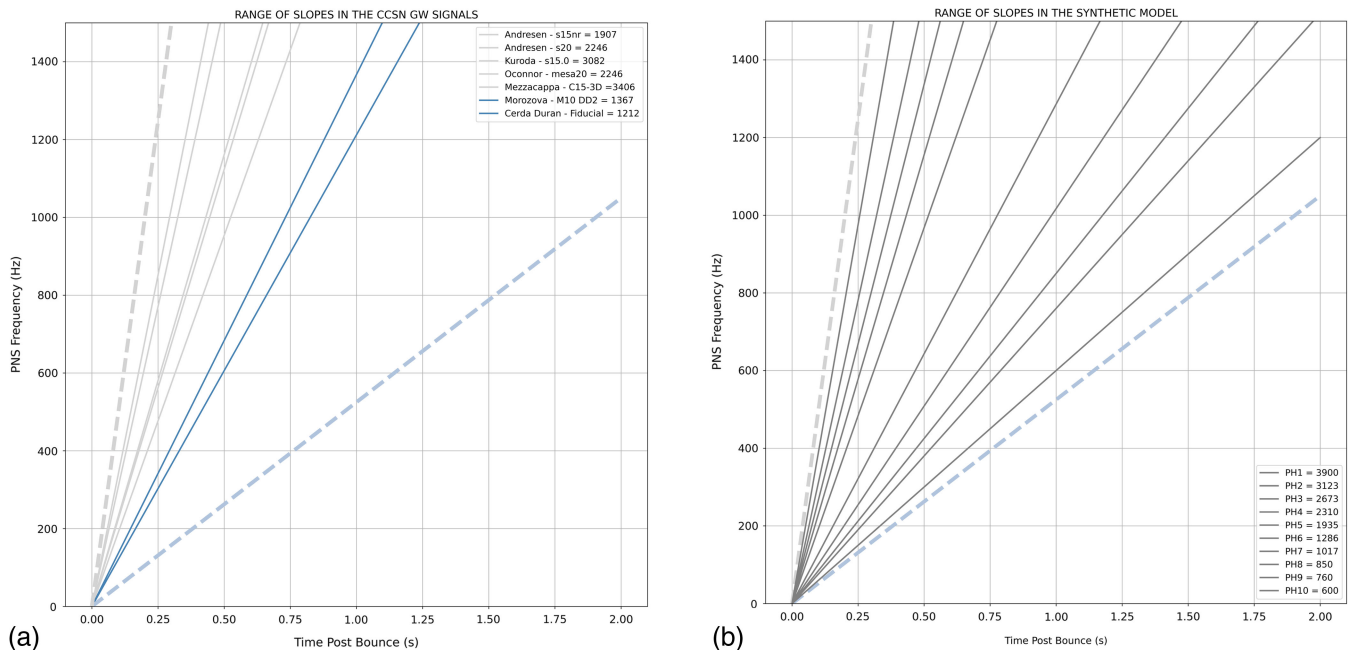 RANGE OF SLOPES IN THE CCSN GW SIGNALS
Andresen - s15nr = 1907
Andresen - s20 = 2246
Kuroda - s15.0 = 3082
Oconnor - mesa20 = 2246
Mezzacappa - C15-3D =3406
Morozova - M10 DD2 = 1367
Cerda Duran - Fiducial = 1212
1400
1200
1000
800
600
400
200
0
PNS Frequency (Hz)
0.00 0.25 0.50 0.75 1.00 1.25 1.50 1.75 2.00
Time Post Bounce (s)
(a)
RANGE OF SLOPES IN THE SYNTHETIC MODEL
1400
1200
1000
800
600
400
200
0
PNS Frequency (Hz)
PH1 = 3900
PH2 = 3123
PH3 = 2673
PH4 = 2310
PH5 = 1935
PH6 = 1286
PH7 = 1017
PH8 = 850
PH9 = 760
PH10 = 600
0.00 0.25 0.50 0.75 1.00 1.25 1.50 1.75 2.00
Time Post Bounce (s)
(b)